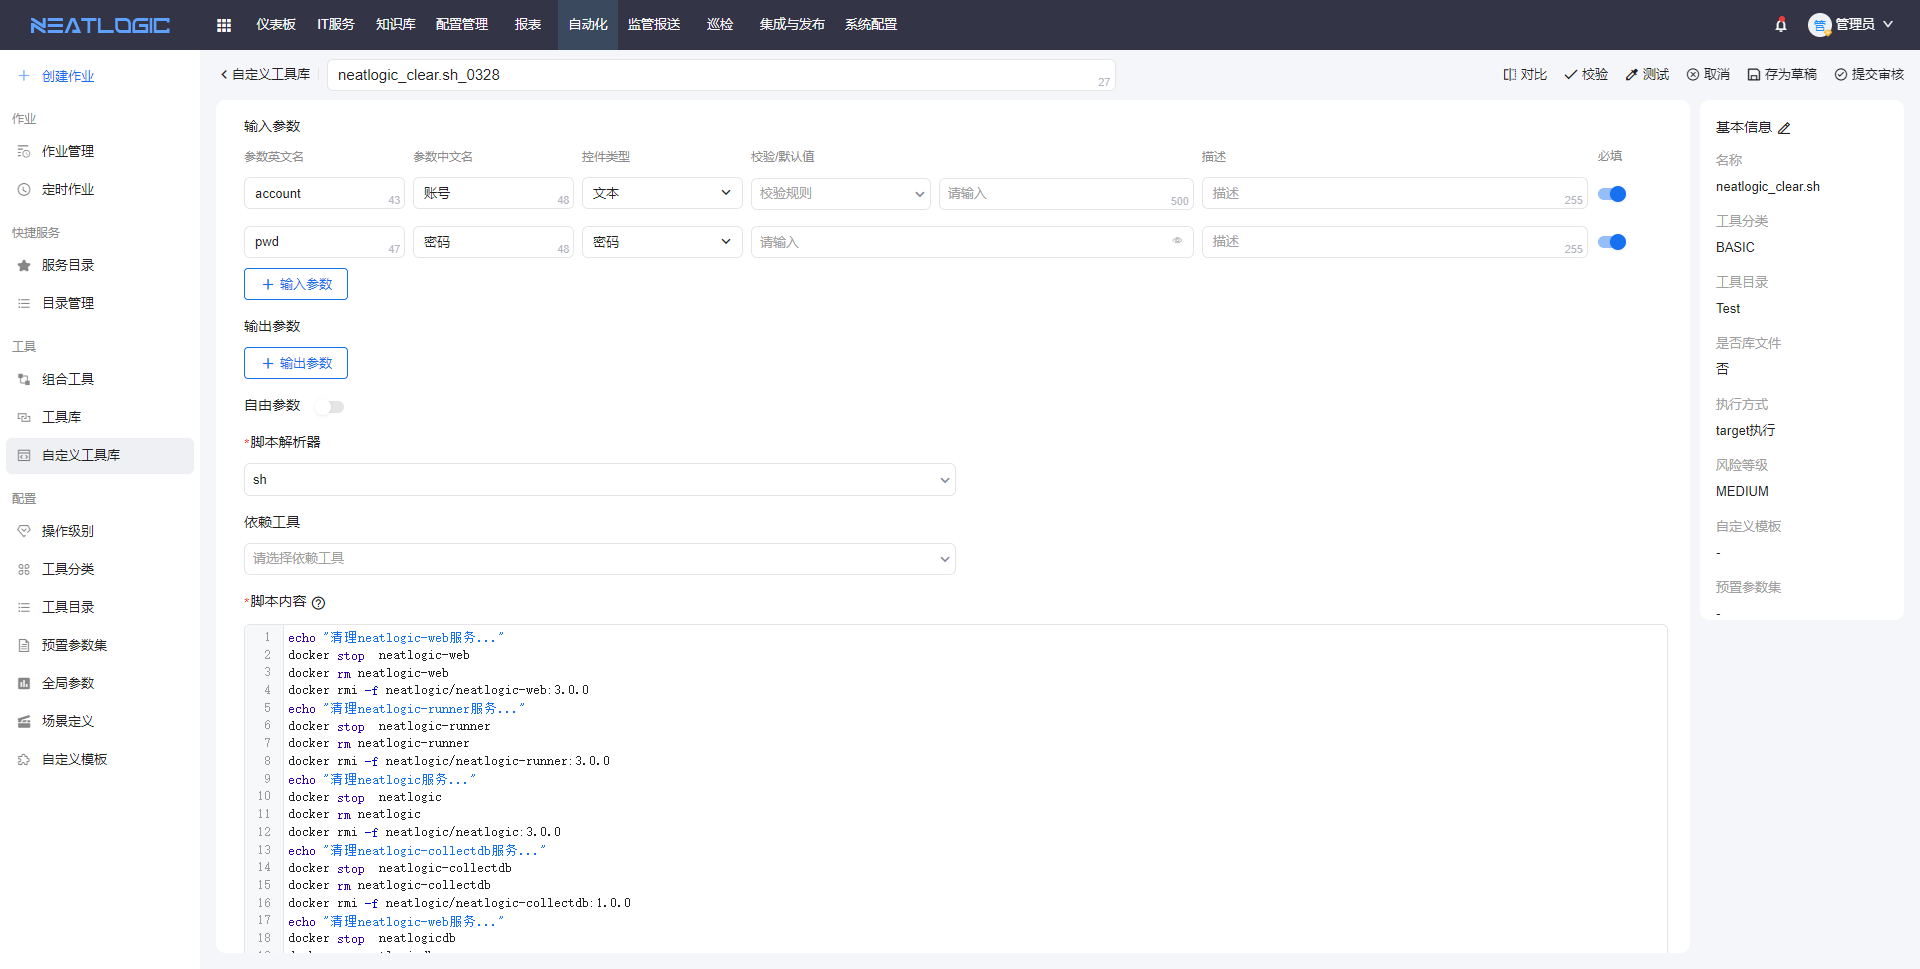 NEATLOGIC 仪表板 IT服务 知识库 配置管理 报表 自动化 监管报送 巡检 集成与发布 系统配置 管 管理员
创建作业
作业
作业管理
定时作业
快捷服务
服务目录
目录管理
工具
组合工具
工具库
自定义工具库
配置
操作级别
工具分类
工具目录
预置参数集
全局参数
场景定义
自定义模板
自定义工具库 neatlogic_clear.sh_0328 27 对比 校验 测试 取消 存为草稿 提交审核
输入参数
参数英文名 参数中文名 控件类型 校验/默认值 描述 必填
account 43 账号 48 文本 校验规则 请输入 500 描述 255
pwd 47 密码 48 密码 请输入 描述 255
输入参数
输出参数
输出参数
自由参数
*脚本解析器
sh
依赖工具
请选择依赖工具
*脚本内容
1 echo "清理neatlogic-web服务..."
2 docker stop  neatlogic-web
3 docker rm neatlogic-web
4 docker rmi -f neatlogic/neatlogic-web:3.0.0
5 echo "清理neatlogic-runner服务..."
6 docker stop  neatlogic-runner
7 docker rm neatlogic-runner
8 docker rmi -f neatlogic/neatlogic-runner:3.0.0
9 echo "清理neatlogic服务..."
10 docker stop  neatlogic
11 docker rm neatlogic
12 docker rmi -f neatlogic/neatlogic:3.0.0
13 echo "清理neatlogic-collectdb服务..."
14 docker stop  neatlogic-collectdb
15 docker rm neatlogic-collectdb
16 docker rmi -f neatlogic/neatlogic-collectdb:1.0.0
17 echo "清理neatlogic-web服务..."
18 docker stop  neatlogicdb
基本信息
名称
neatlogic_clear.sh
工具分类
BASIC
工具目录
Test
是否库文件
否
执行方式
target执行
风险等级
MEDIUM
自定义模板
-
预置参数集
-